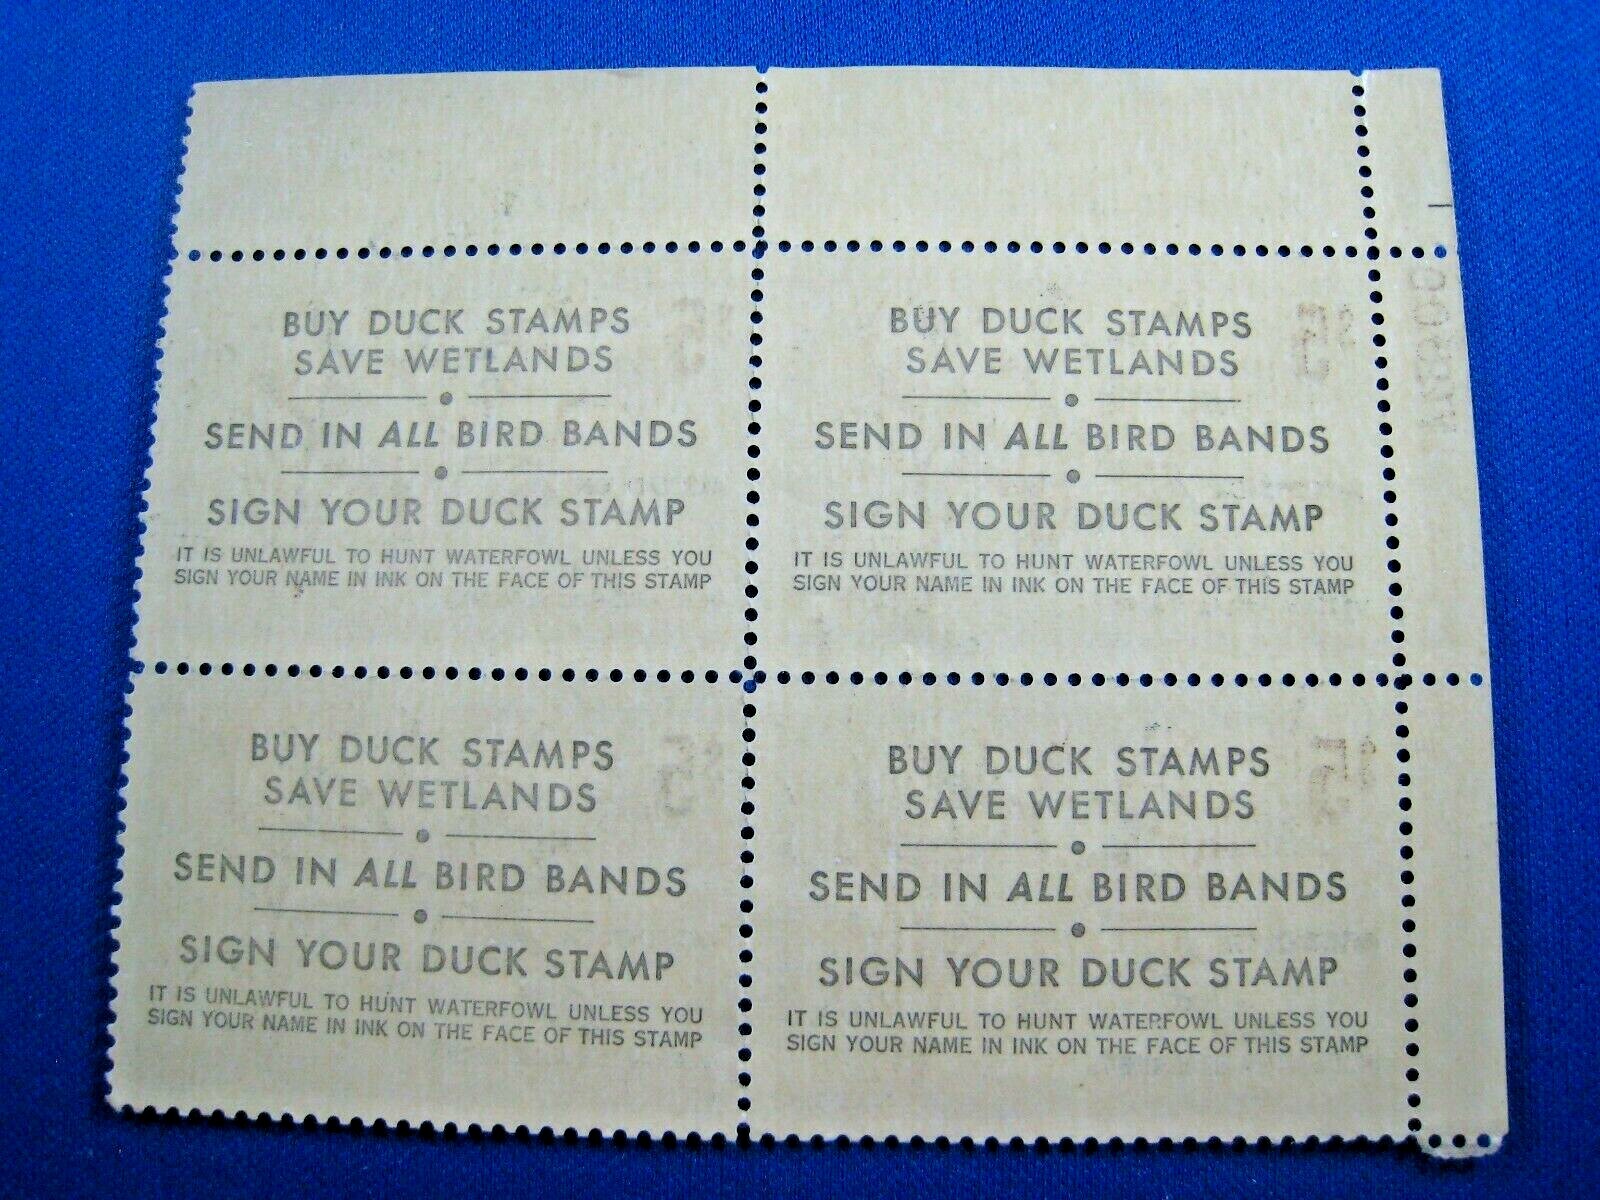 BUY DUCK STAMPS
SAVE WETLANDS
SEND IN ALL BIRD BANDS
SIGN YOUR DUCK STAMP
IT IS UNLAWFUL TO HUNT WATERFOWL UNLESS YOU
SIGN YOUR NAME IN INK ON THE FACE OF THIS STAMP
BUY DUCK STAMPS
SAVE WETLANDS
SEND IN ALL BIRD BANDS
SIGN YOUR DUCK STAMP
IT IS UNLAWFUL TO HUNT WATERFOWL UNLESS YOU
SIGN YOUR NAME IN INK ON THE FACE OF THIS STAMP
BUY DUCK STAMPS
SAVE WETLANDS
SEND IN ALL BIRD BANDS
SIGN YOUR DUCK STAMP
IT IS UNLAWFUL TO HUNT WATERFOWL UNLESS YOU
SIGN YOUR NAME IN INK ON THE FACE OF THIS STAMP
BUY DUCK STAMPS
SAVE WETLANDS
SEND IN ALL BIRD BANDS
SIGN YOUR DUCK STAMP
IT IS UNLAWFUL TO HUNT WATERFOWL UNLESS YOU
SIGN YOUR NAME IN INK ON THE FACE OF THIS STAMP